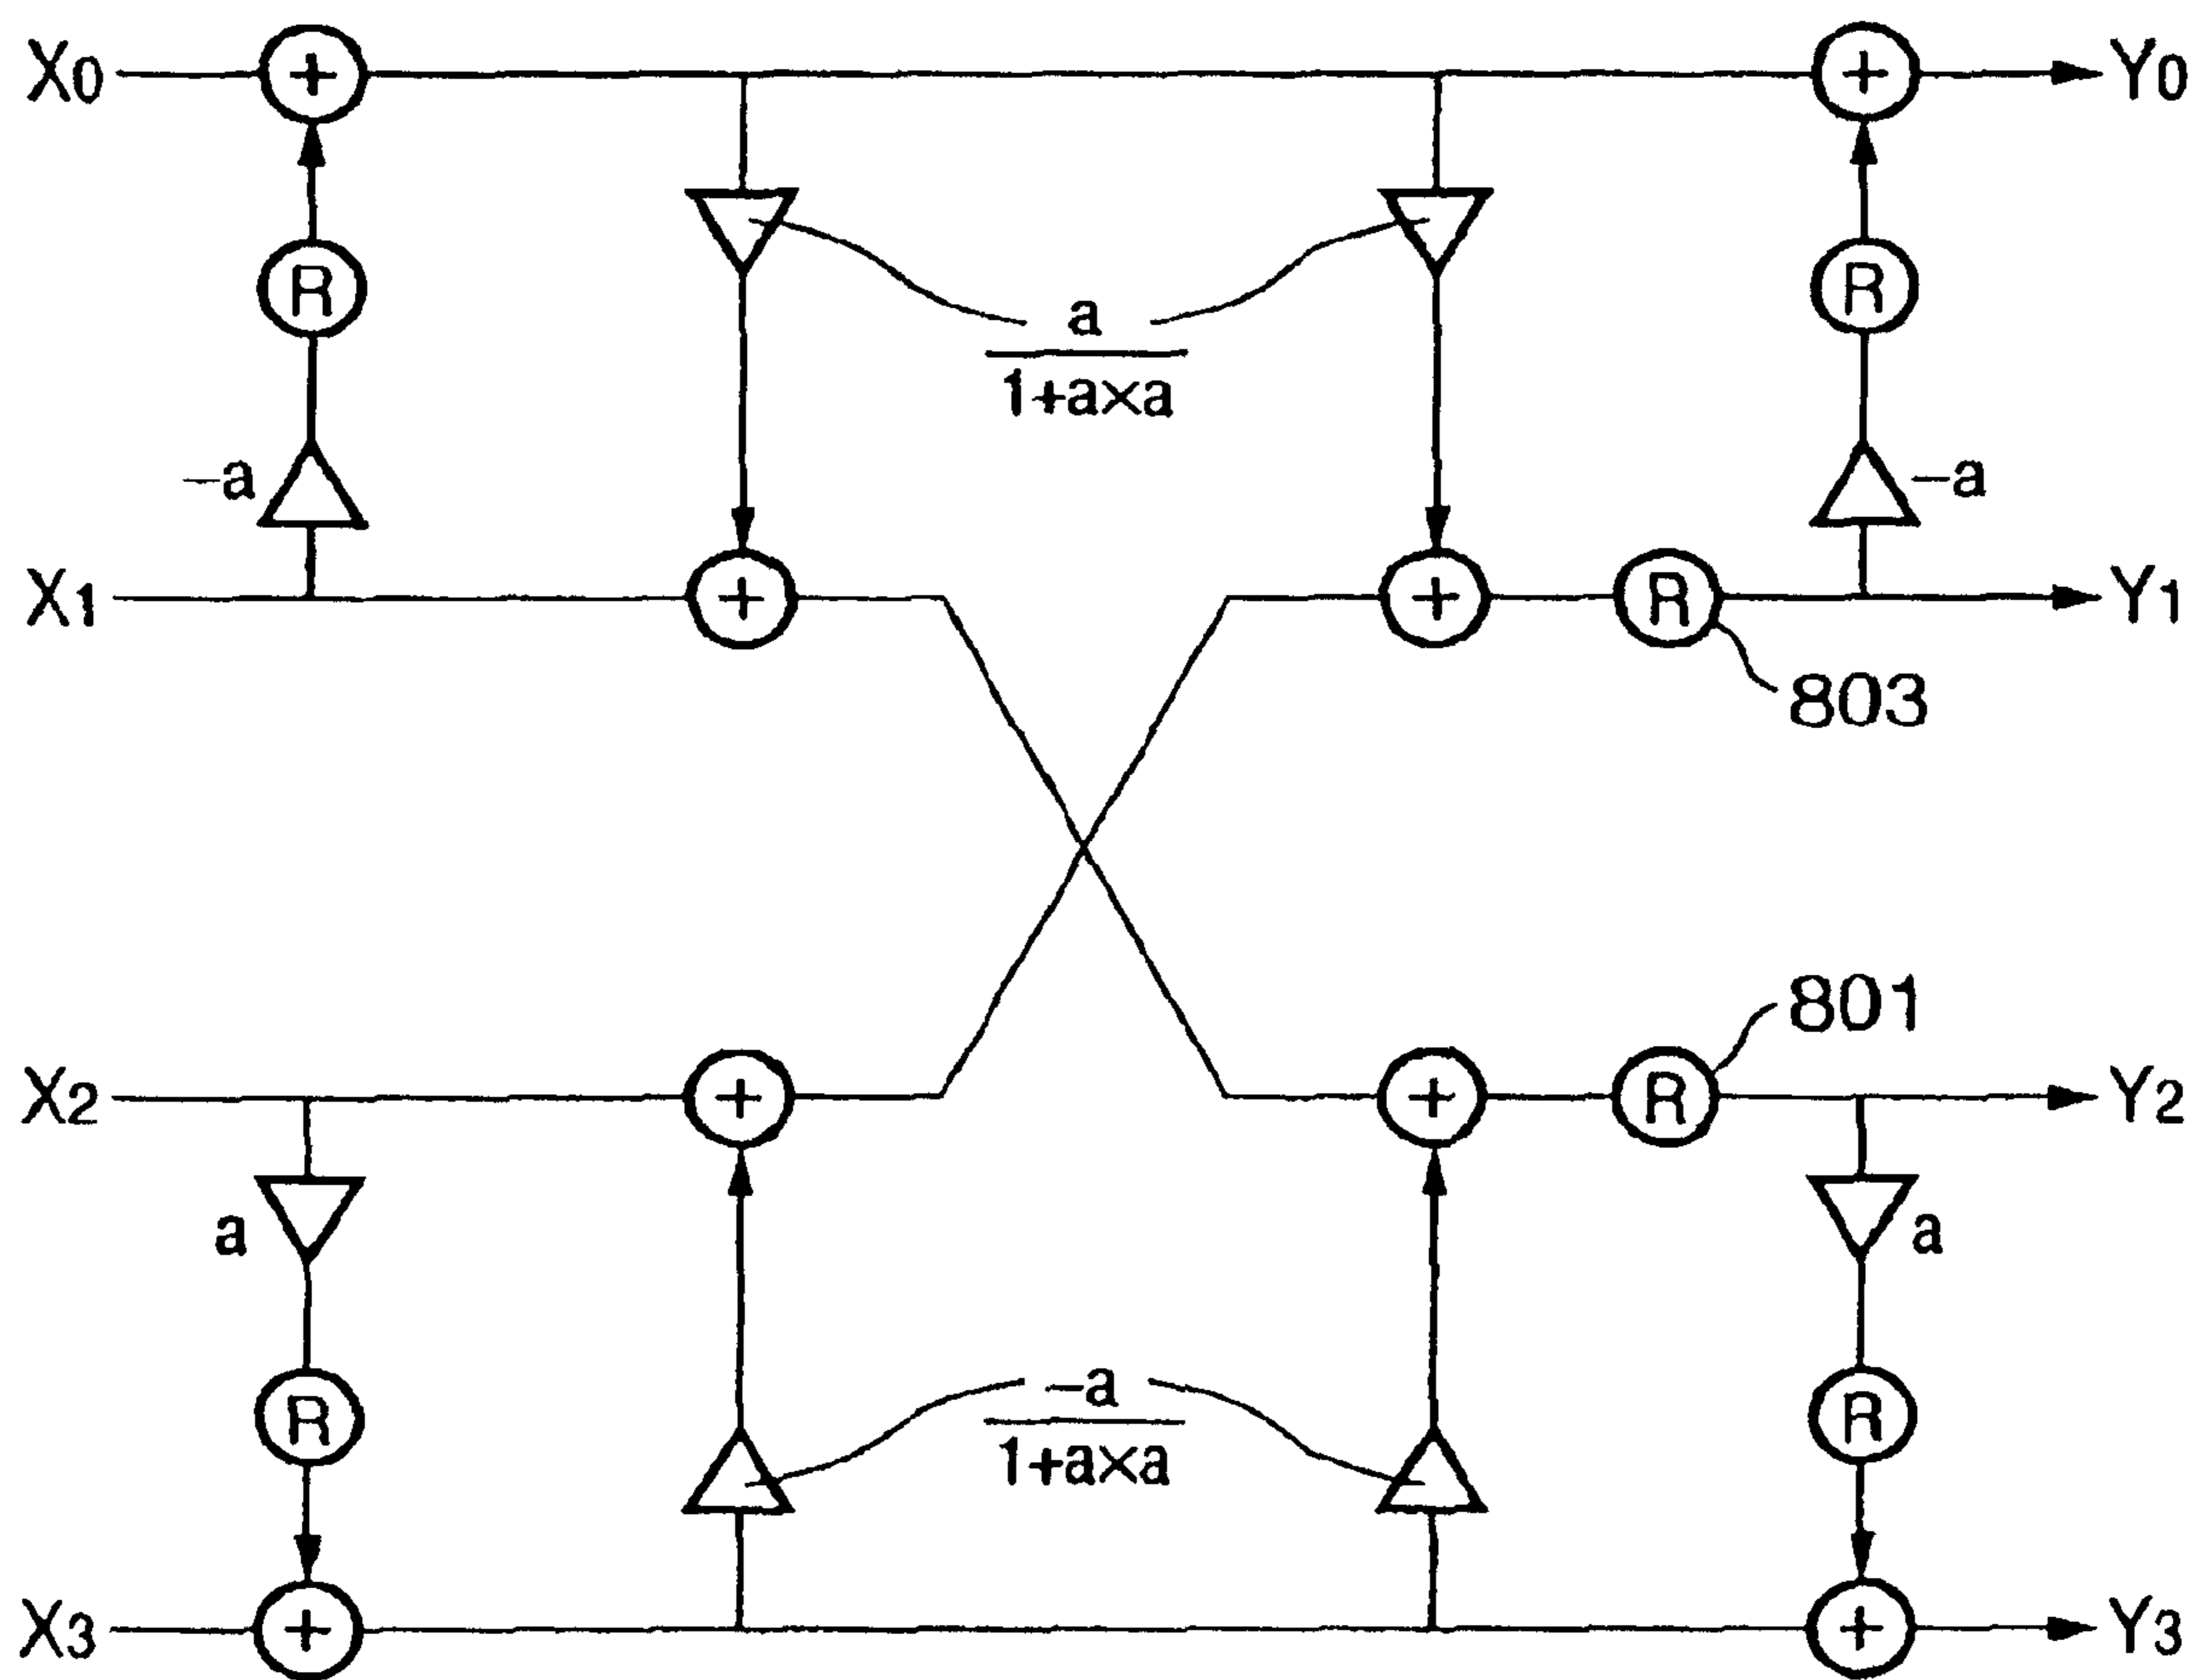 X0 + + Y0
R R
a
1+a×a
−a −a
X1 + + R Y1
803
801
X2 + + R Y2
a a
−a
1+a×a
R R
X3 + + Y3